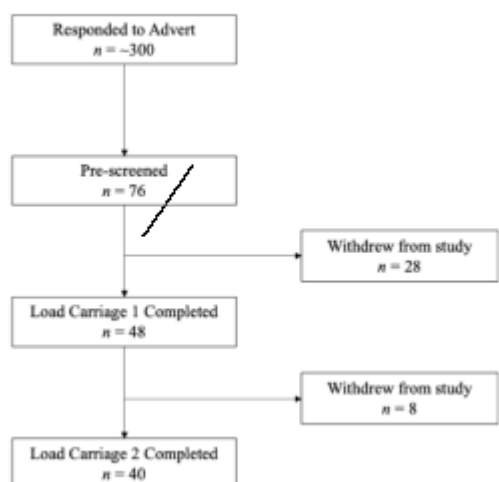 Responded to Advert
n = ~300
Pre-screened
n = 76
Withdrew from study
n = 28
Load Carriage 1 Completed
n = 48
Withdrew from study
n = 8
Load Carriage 2 Completed
n = 40